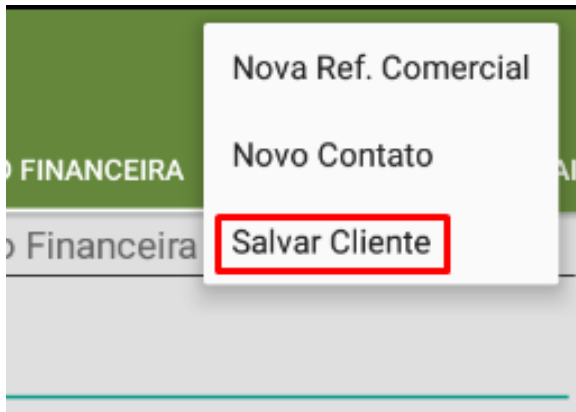 Nova Ref. Comercial
Novo Contato
FINANCEIRA
Salvar Cliente
o Financeira